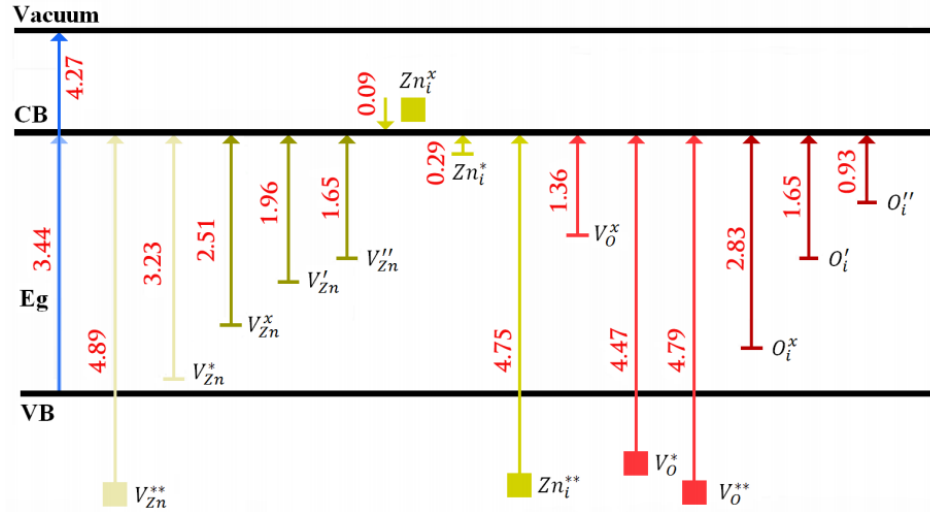 Vacuum
4.27
Zn_i^x
0.09
CB
0.29
Zn_i^*
1.36
0.93
O_i''
3.44
3.23
2.51
1.96
1.65
V_O^x
2.83
1.65
V_Zn''
O_i'
V_Zn'
Eg
V_Zn^x
O_i^x
4.89
4.75
4.47
4.79
V_Zn^*
VB
V_Zn^**
Zn_i^**
V_O^*
V_O^**